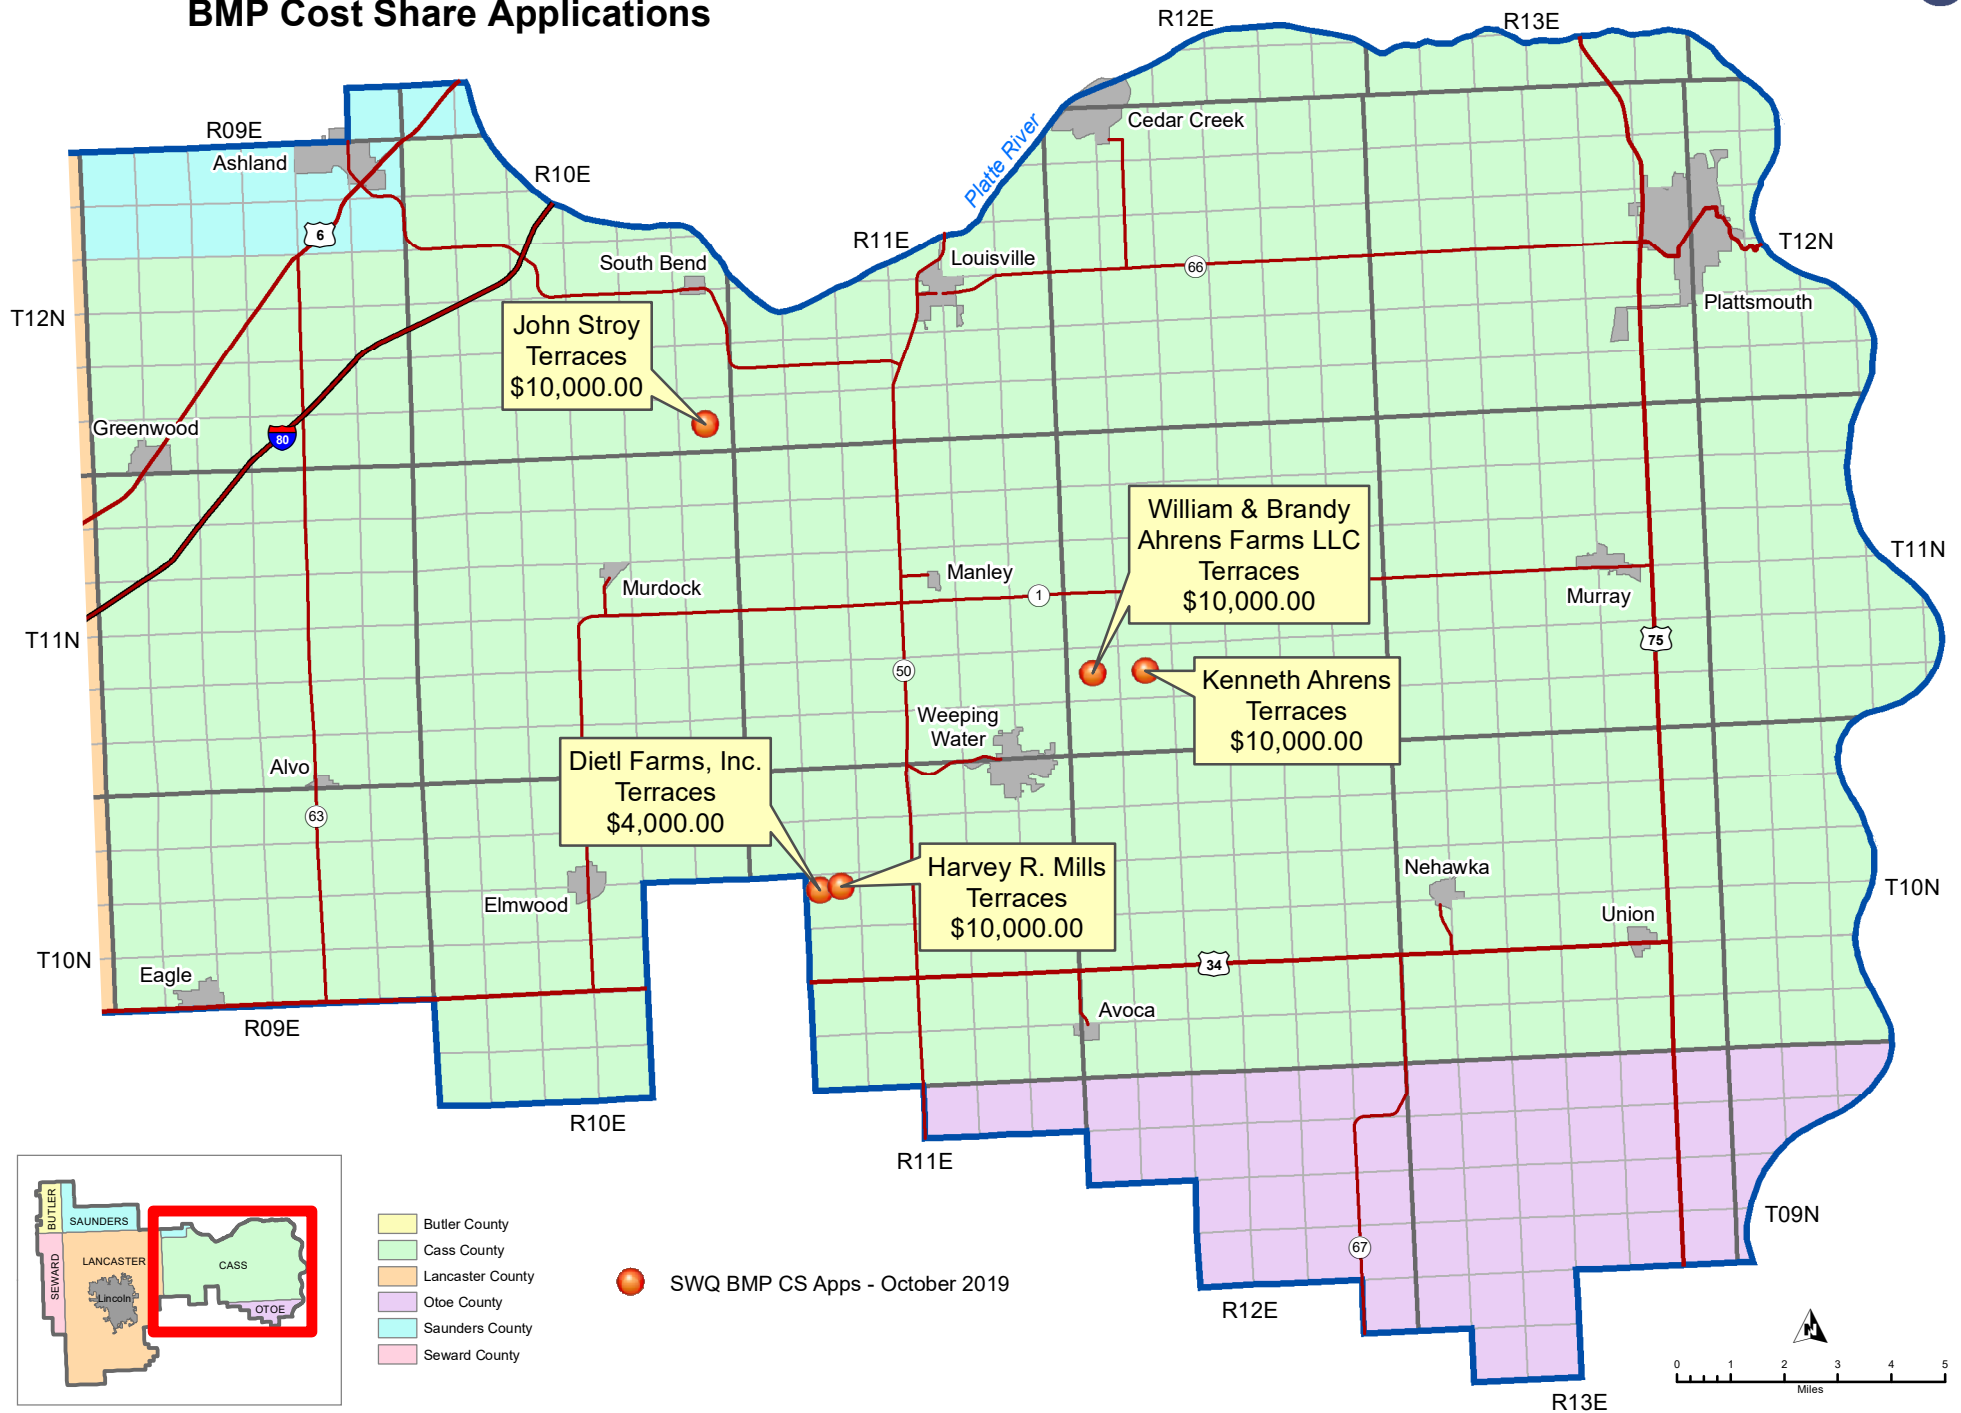 BMP Cost Share Applications
R12E
R13E
R09E
Ashland
R10E
Platte River
Cedar Creek
6
R11E
Louisville
66
T12N
South Bend
Plattsmouth
T12N
John Stroy
Terraces
$10,000.00
Greenwood
80
William & Brandy
Ahrens Farms LLC
Terraces
$10,000.00
T11N
Murdock
Manley
1
Murray
T11N
75
50
Kenneth Ahrens
Terraces
$10,000.00
Weeping
Water
Alvo
Dietl Farms, Inc.
Terraces
$4,000.00
63
Harvey R. Mills
Terraces
$10,000.00
Nehawka
T10N
Elmwood
Union
T10N
34
Eagle
Avoca
R09E
R10E
R11E
T09N
67
R12E
R13E
BUTLER
SAUNDERS
SEWARD
LANCASTER
CASS
Lincoln
OTOE
Butler County
Cass County
Lancaster County
Otoe County
Saunders County
Seward County
SWQ BMP CS Apps - October 2019
N
0 1 2 3 4 5
Miles